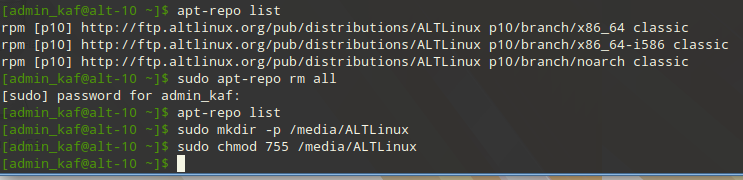 [admin_kaf@alt-10 ~]$ apt-repo list
rpm [p10] http://ftp.altlinux.org/pub/distributions/ALTLinux p10/branch/x86_64 classic
rpm [p10] http://ftp.altlinux.org/pub/distributions/ALTLinux p10/branch/x86_64-i586 classic
rpm [p10] http://ftp.altlinux.org/pub/distributions/ALTLinux p10/branch/noarch classic
[admin_kaf@alt-10 ~]$ sudo apt-repo rm all
[sudo] password for admin_kaf:
[admin_kaf@alt-10 ~]$ apt-repo list
[admin_kaf@alt-10 ~]$ sudo mkdir -p /media/ALTLinux
[admin_kaf@alt-10 ~]$ sudo chmod 755 /media/ALTLinux
[admin_kaf@alt-10 ~]$